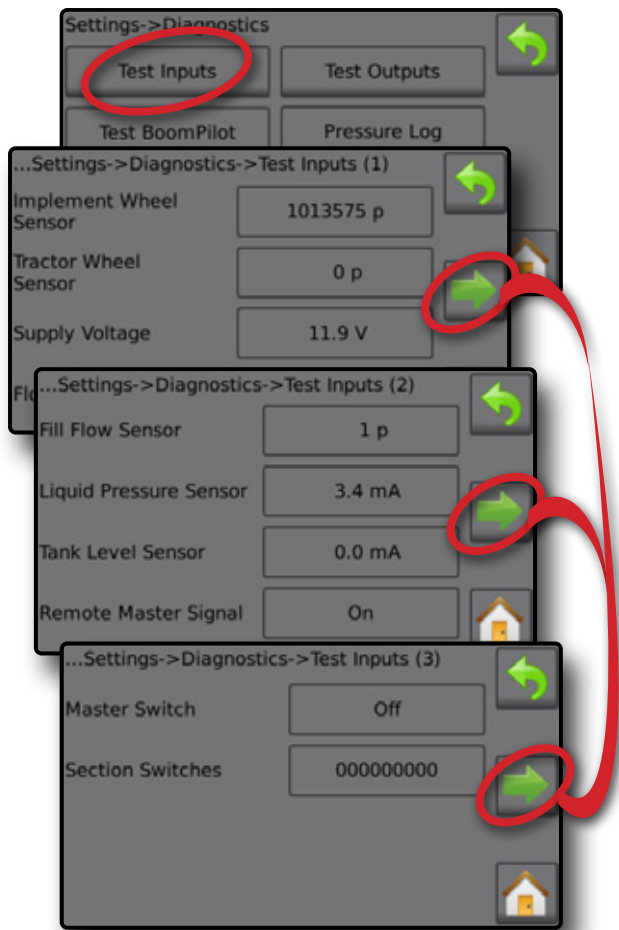 Settings->Diagnostics
Test Inputs
Test Outputs
Test BoomPilot
Pressure Log
...Settings->Diagnostics->Test Inputs (1)
Implement Wheel
Sensor
1013575 p
Tractor Wheel
Sensor
0 p
Supply Voltage
11.9 V
...Settings->Diagnostics->Test Inputs (2)
Fill Flow Sensor
1 p
Liquid Pressure Sensor
3.4 mA
Tank Level Sensor
0.0 mA
Remote Master Signal
On
...Settings->Diagnostics->Test Inputs (3)
Master Switch
Off
Section Switches
000000000